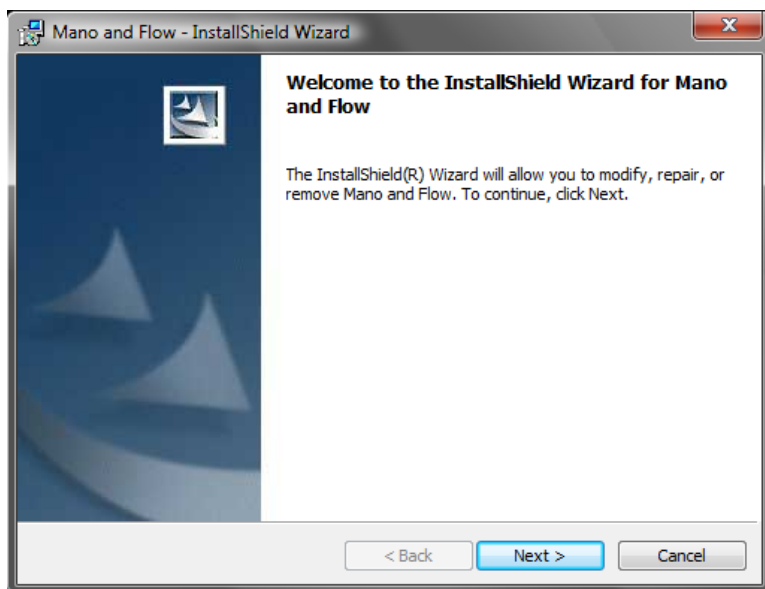 Mano and Flow - InstallShield Wizard
Welcome to the InstallShield Wizard for Mano
and Flow
The InstallShield(R) Wizard will allow you to modify, repair, or
remove Mano and Flow. To continue, click Next.
< Back
Next >
Cancel